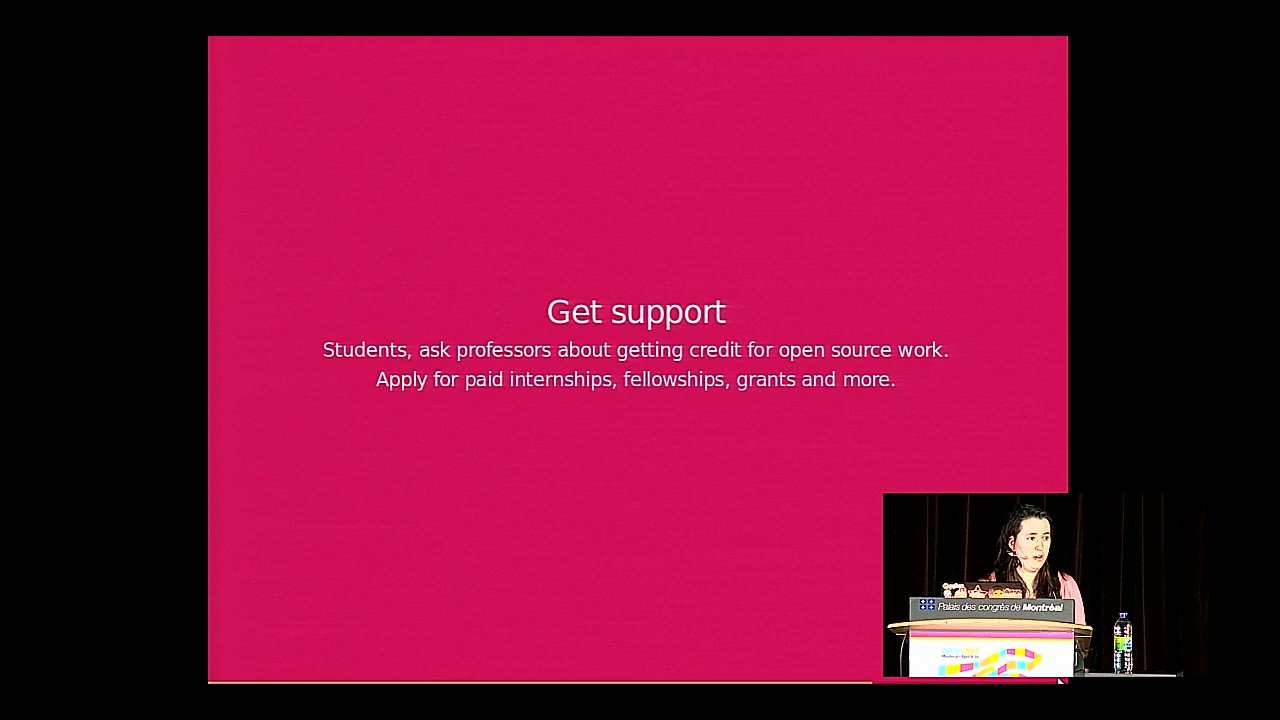 Get support
Students, ask professors about getting credit for open source work.
Apply for paid internships, fellowships, grants and more.
Palais des congrès de Montréal